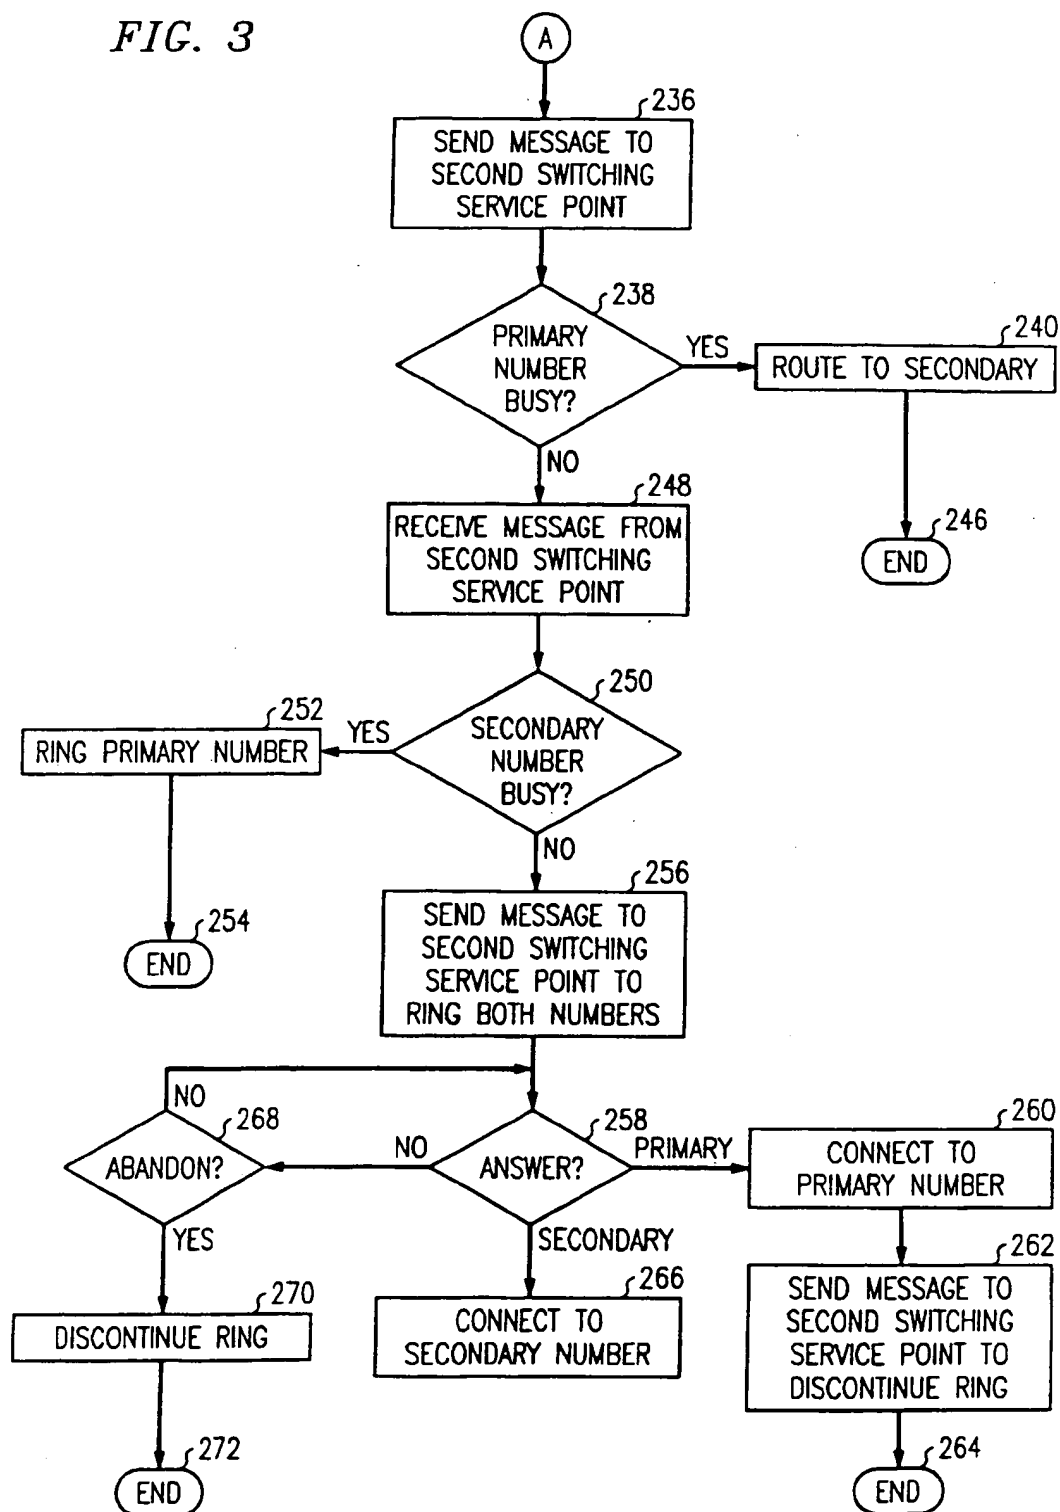 FIG. 3
A
236
SEND MESSAGE TO
SECOND SWITCHING
SERVICE POINT
238
PRIMARY
NUMBER
BUSY?
YES
240
ROUTE TO SECONDARY
NO
246
END
248
RECEIVE MESSAGE FROM
SECOND SWITCHING
SERVICE POINT
250
SECONDARY
NUMBER
BUSY?
YES
252
RING PRIMARY NUMBER
NO
254
END
256
SEND MESSAGE TO
SECOND SWITCHING
SERVICE POINT TO
RING BOTH NUMBERS
NO
268
ABANDON?
NO
258
ANSWER?
PRIMARY
260
CONNECT TO
PRIMARY NUMBER
YES
SECONDARY
262
SEND MESSAGE TO
SECOND SWITCHING
SERVICE POINT TO
DISCONTINUE RING
270
DISCONTINUE RING
266
CONNECT TO
SECONDARY NUMBER
272
END
264
END